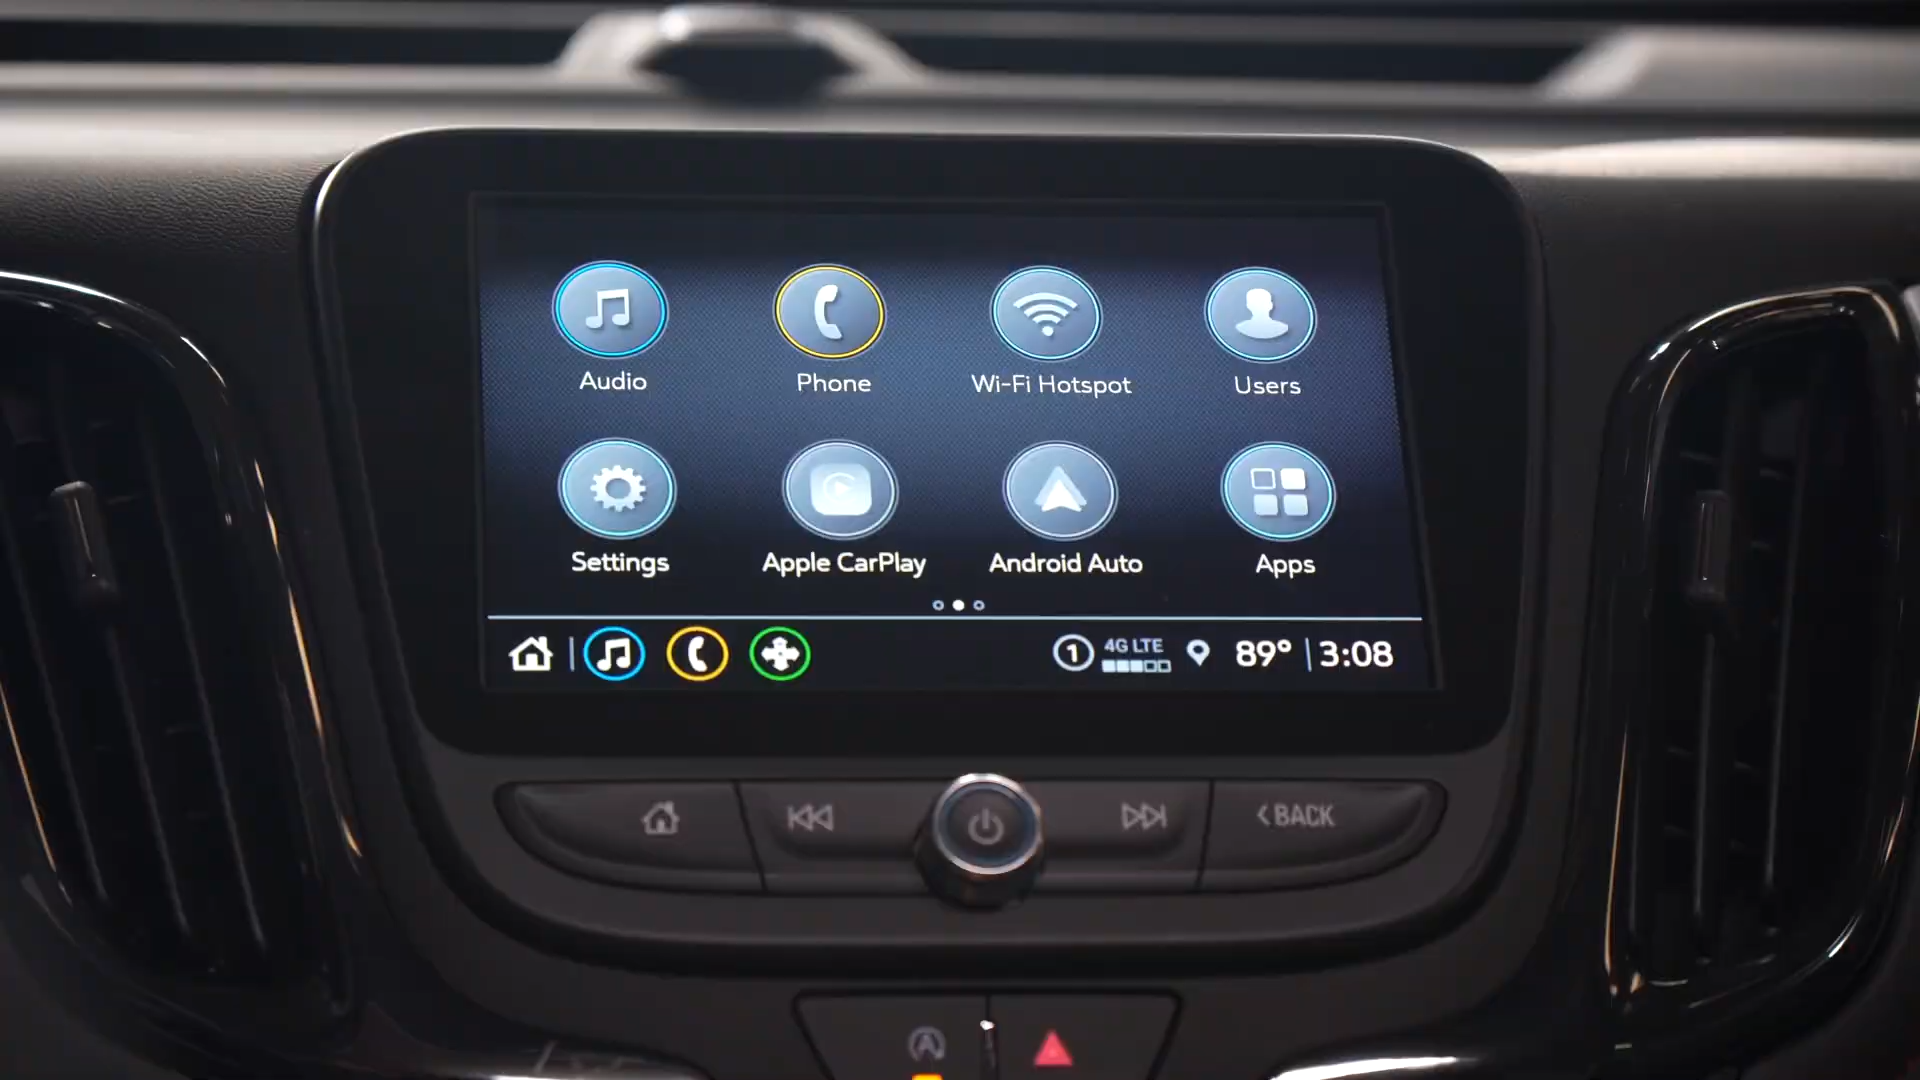 Audio Phone Wi-Fi Hotspot Users
Settings Apple CarPlay Android Auto Apps
1 4G LTE 89° 3:08
<BACK
A